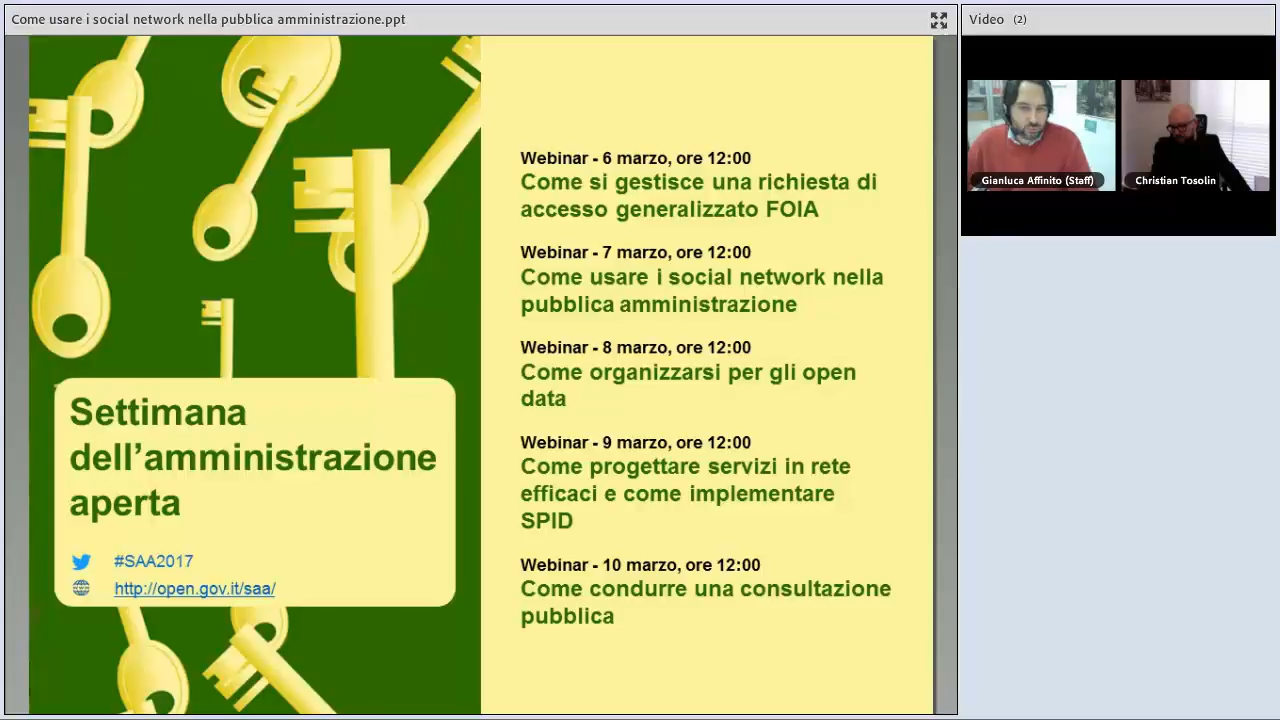 Come usare i social network nella pubblica amministrazione.ppt
Video (2)
Gianluca Affinito (Staff)
Christian Tosolin
Webinar - 6 marzo, ore 12:00
Come si gestisce una richiesta di
accesso generalizzato FOIA
Webinar - 7 marzo, ore 12:00
Come usare i social network nella
pubblica amministrazione
Webinar - 8 marzo, ore 12:00
Come organizzarsi per gli open
data
Webinar - 9 marzo, ore 12:00
Come progettare servizi in rete
efficaci e come implementare
SPID
Webinar - 10 marzo, ore 12:00
Come condurre una consultazione
pubblica
Settimana
dell’amministrazione
aperta
#SAA2017
http://open.gov.it/saa/